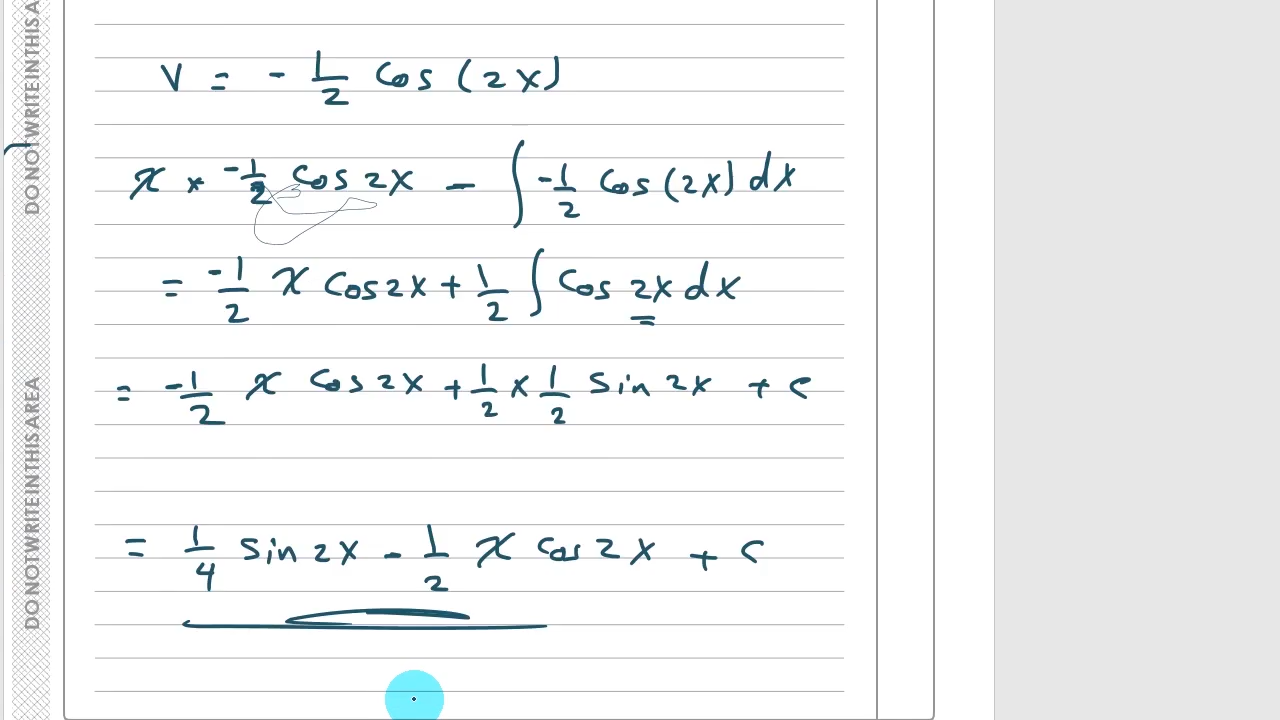 DO NOT WRITE IN THIS AREA
DO NOT WRITE IN THIS AREA
v = - 1/2 cos (2x)
x × -1/2 cos 2x - ∫ -1/2 cos (2x) dx
= -1/2 x cos 2x + 1/2 ∫ cos 2x dx
= -1/2 x cos 2x + 1/2 × 1/2 sin 2x + c
= 1/4 sin 2x - 1/2 x cos 2x + c